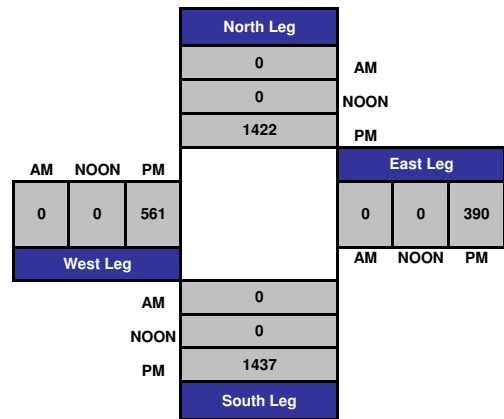 North Leg
0 AM
0 NOON
1422 PM
AM NOON PM East Leg
0 0 561 0 0 390
West Leg AM NOON PM
AM 0
NOON 0
PM 1437
South Leg